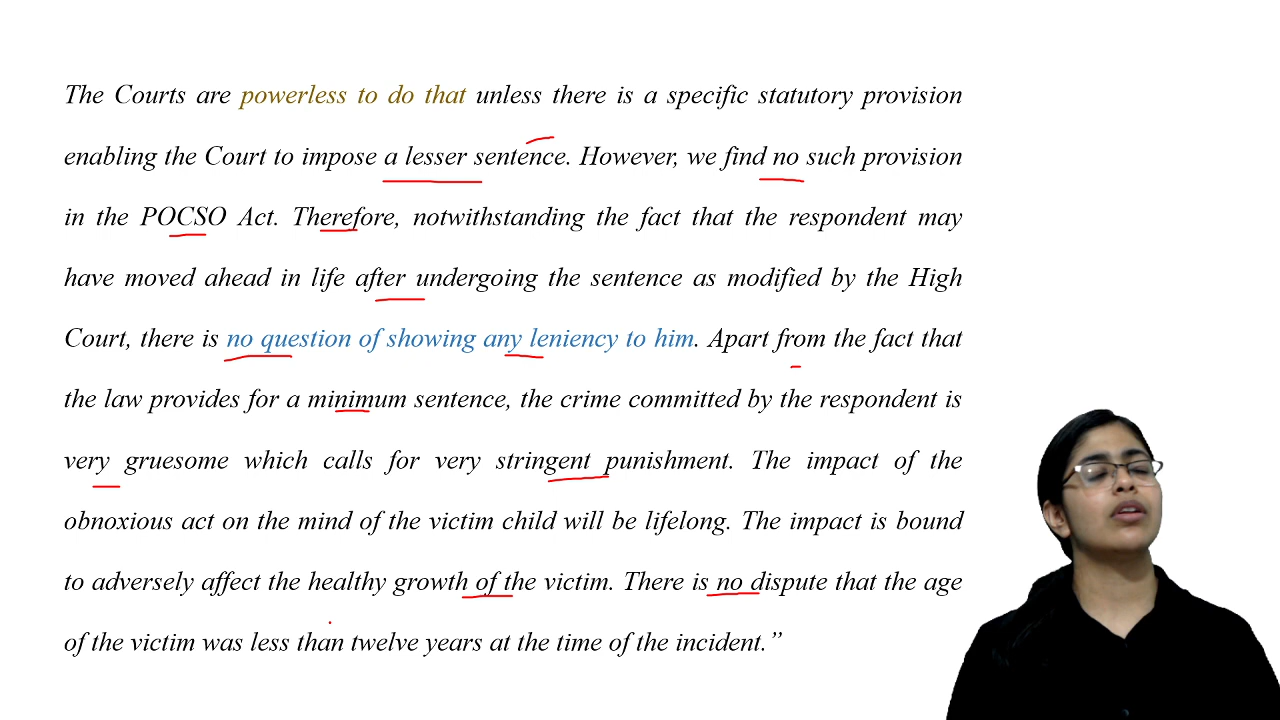 The Courts are powerless to do that unless there is a specific statutory provision
enabling the Court to impose a lesser sentence. However, we find no such provision
in the POCSO Act. Therefore, notwithstanding the fact that the respondent may
have moved ahead in life after undergoing the sentence as modified by the High
Court, there is no question of showing any leniency to him. Apart from the fact that
the law provides for a minimum sentence, the crime committed by the respondent is
very gruesome which calls for very stringent punishment. The impact of the
obnoxious act on the mind of the victim child will be lifelong. The impact is bound
to adversely affect the healthy growth of the victim. There is no dispute that the age
of the victim was less than twelve years at the time of the incident.”